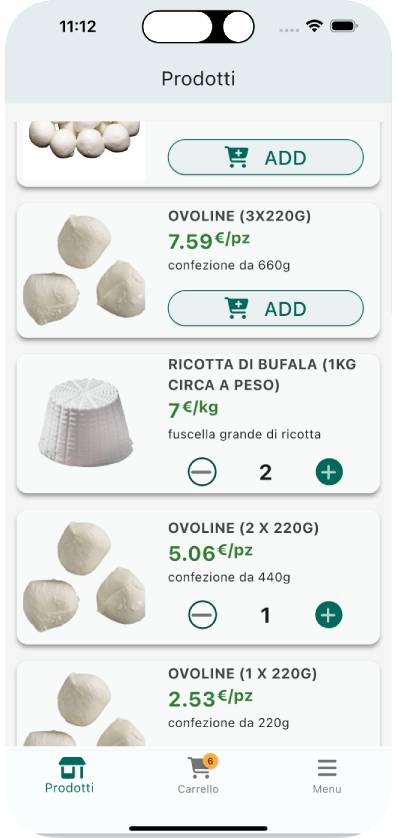 11:12
Prodotti
ADD
OVOLINE (3X220G)
7.59€/pz
confezione da 660g
ADD
RICOTTA DI BUFALA (1KG
CIRCA A PESO)
7€/kg
fuscella grande di ricotta
2
OVOLINE (2 X 220G)
5.06€/pz
confezione da 440g
1
OVOLINE (1 X 220G)
2.53€/pz
confezione da 220g
6
Prodotti
Carrello
Menu